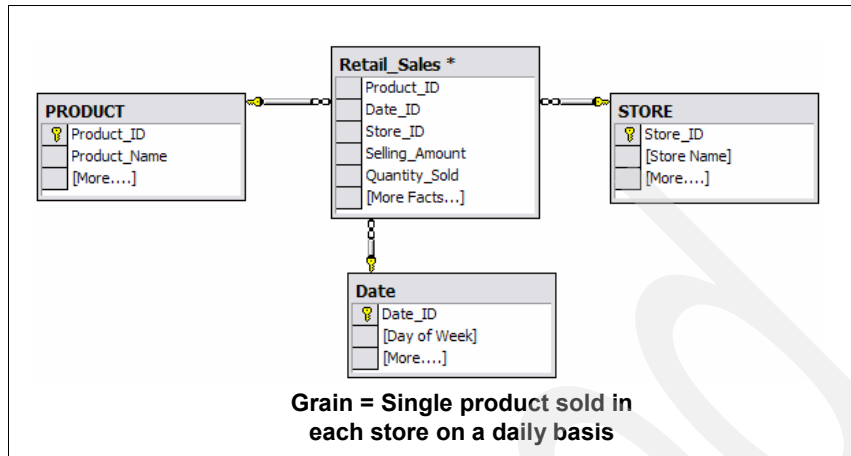 Retail_Sales *
Product_ID
Date_ID
Store_ID
Selling_Amount
Quantity_Sold
[More Facts...]
PRODUCT
Product_ID
Product_Name
[More....]
STORE
Store_ID
[Store Name]
[More....]
Date
Date_ID
[Day of Week]
[More....]
Grain = Single product sold in
each store on a daily basis